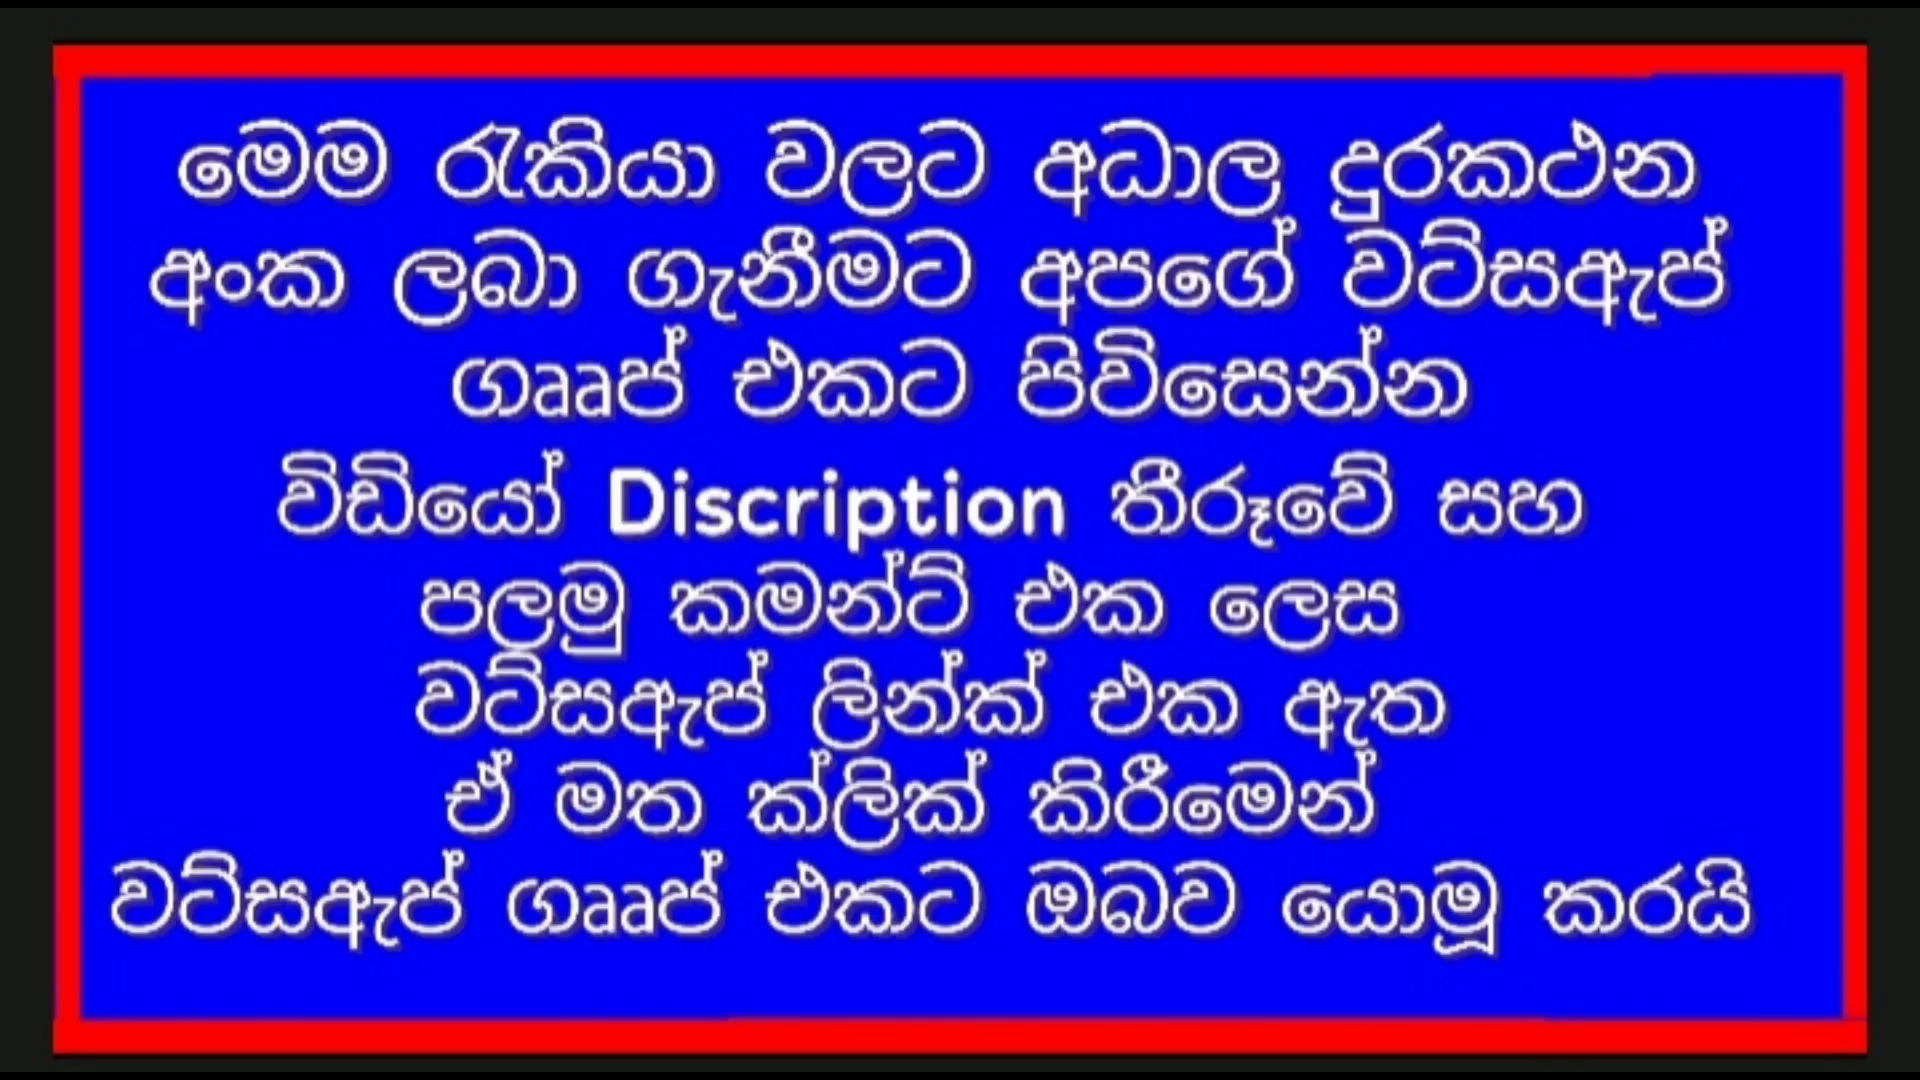 මෙම රැකියා වලට අධාල දුරකථන
අංක ලබා ගැනීමට අපගේ වට්සඇප්
ගෲප් එකට පිවිසෙන්න
විඩියෝ Discription තීරුවේ සහ
පලමු කමන්ට් එක ලෙස
වට්සඇප් ලින්ක් එක ඇත
ඒ මත ක්ලික් කිරීමෙන්
වට්සඇප් ගෲප් එකට ඔබව යොමූ කරයි